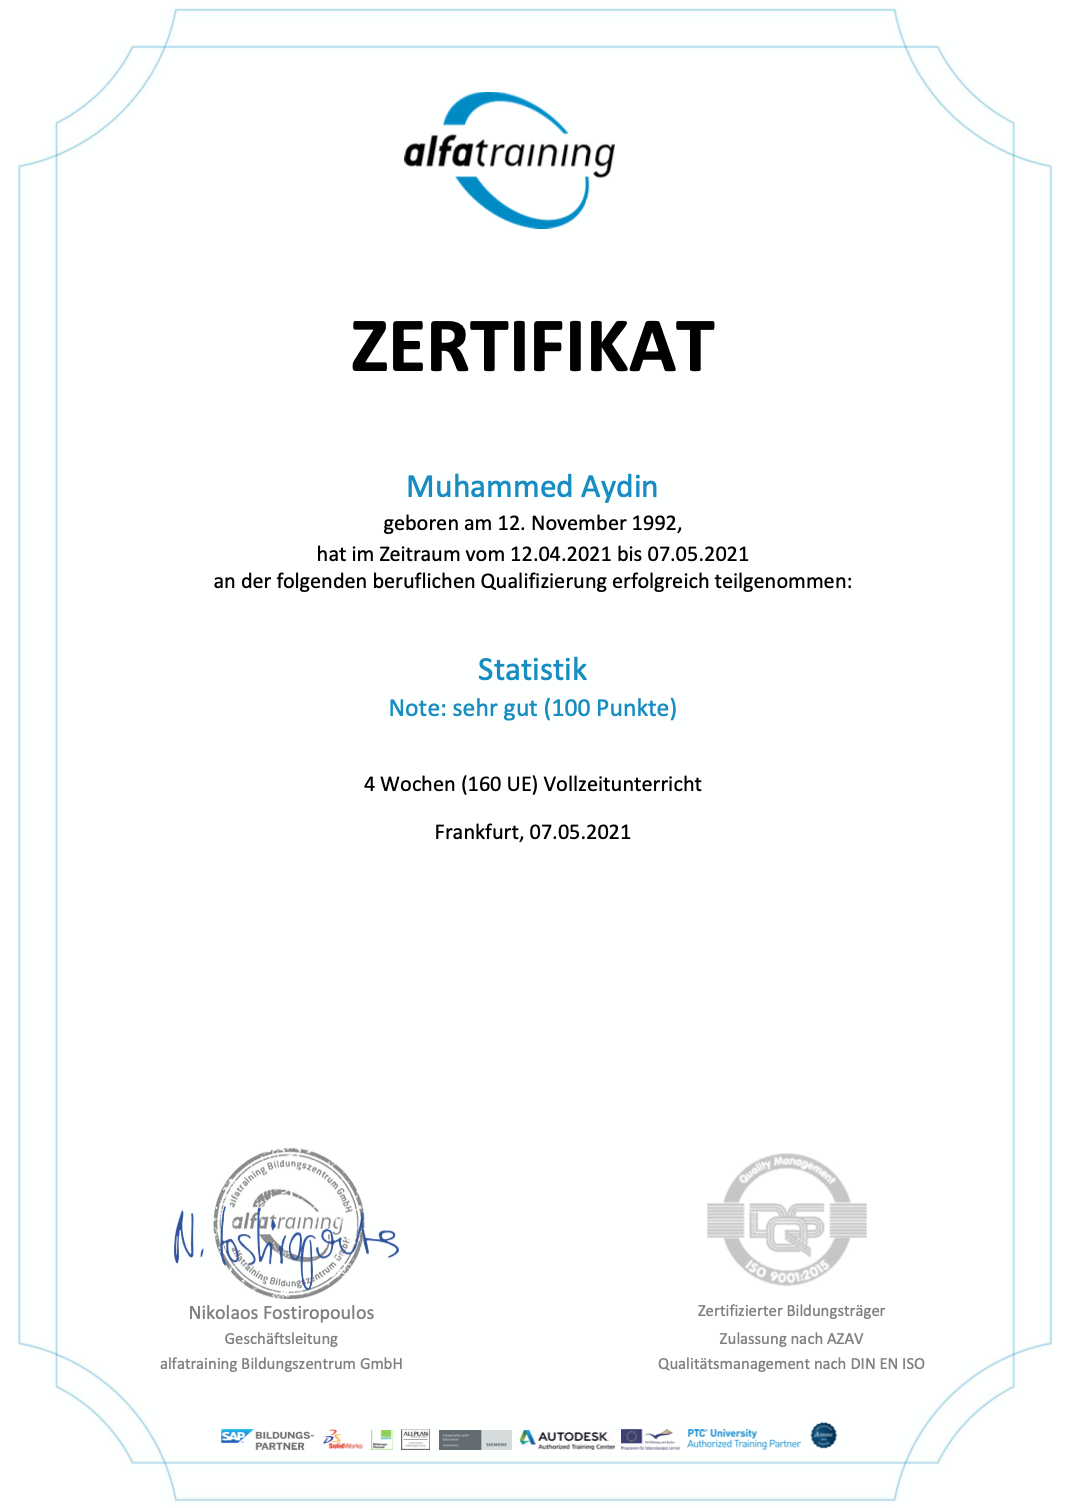 alfatraining
ZERTIFIKAT
Muhammed Aydin
geboren am 12. November 1992,
hat im Zeitraum vom 12.04.2021 bis 07.05.2021
an der folgenden beruflichen Qualifizierung erfolgreich teilgenommen:
Statistik
Note: sehr gut (100 Punkte)
4 Wochen (160 UE) Vollzeitunterricht
Frankfurt, 07.05.2021
alfatraining Bildungszentrum GmbH
alfatraining
alfatraining Bildungszentrum GmbH
N. Fostiropoulos
Nikolaos Fostiropoulos
Geschäftsleitung
alfatraining Bildungszentrum GmbH
Quality Management
DQS
ISO 9001:2015
Zertifizierter Bildungsträger
Zulassung nach AZAV
Qualitätsmanagement nach DIN EN ISO
SAP BILDUNGS-
PARTNER
SolidWorks
ALLPLAN
SIEMENS
AUTODESK
Authorized Training Center
PTC University
Authorized Training Partner